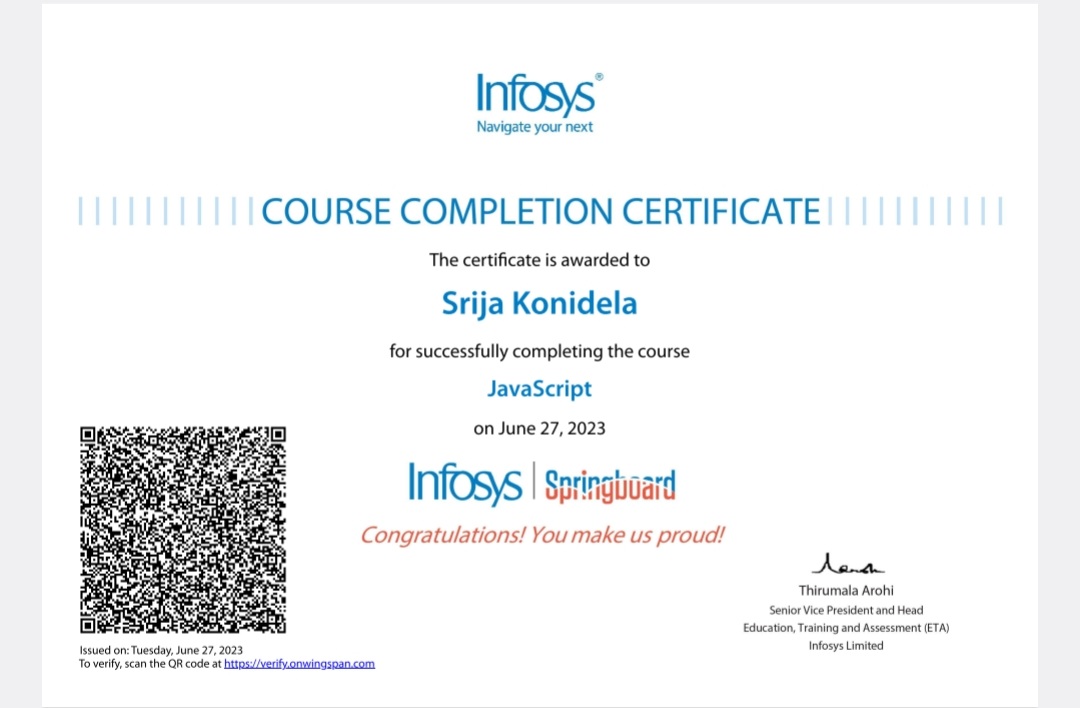 Infosys®
Navigate your next
COURSE COMPLETION CERTIFICATE
The certificate is awarded to
Srija Konidela
for successfully completing the course
JavaScript
on June 27, 2023
Infosys | Springboard
Congratulations! You make us proud!
Thirumala Arohi
Senior Vice President and Head
Education, Training and Assessment (ETA)
Infosys Limited
Issued on: Tuesday, June 27, 2023
To verify, scan the QR code at https://verify.onwingspan.com